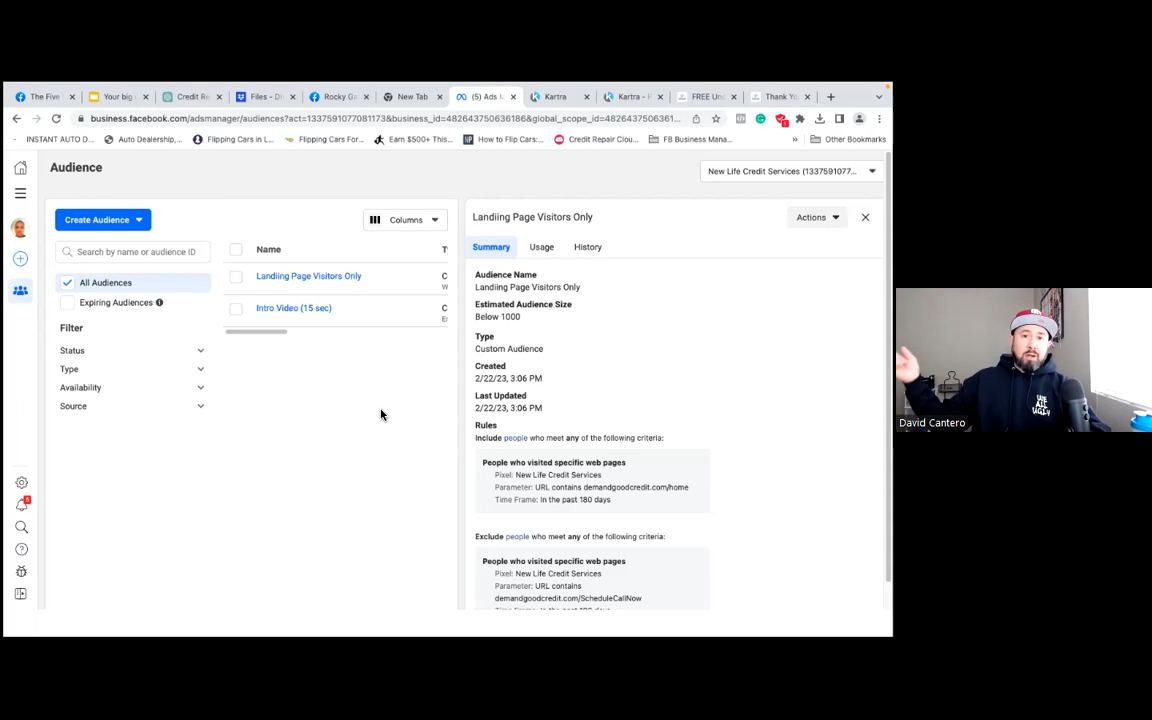 The Five
Your big
Credit Re
Files - D
Rocky Ga
New Tab
(5) Ads M
Kartra
Kartra - F
FREE Un
Thank Yo
business.facebook.com/adsmanager/audiences?act=1337591077081173&business_id=482643750636186&global_scope_id=48264375063616...
INSTANT AUTO D...
Auto Dealership,...
Flipping Cars in L...
Flipping Cars For...
Earn $500+ This...
How to Flip Cars:...
Credit Repair Clou...
FB Business Mana...
»
Other Bookmarks
Audience
New Life Credit Services (1337591077...
Create Audience
Columns
Search by name or audience ID
Name
All Audiences
Expiring Audiences
Landiing Page Visitors Only
Intro Video (15 sec)
Filter
Status
Type
Availability
Source
Landiing Page Visitors Only
Actions
Summary
Usage
History
Audience Name
Landiing Page Visitors Only
Estimated Audience Size
Below 1000
Type
Custom Audience
Created
2/22/23, 3:06 PM
Last Updated
2/22/23, 3:06 PM
Rules
Include people who meet any of the following criteria:
People who visited specific web pages
Pixel: New Life Credit Services
Parameter: URL contains demandgoodcredit.com/home
Time Frame: In the past 180 days
Exclude people who meet any of the following criteria:
People who visited specific web pages
Pixel: New Life Credit Services
Parameter: URL contains
demandgoodcredit.com/ScheduleCallNow
David Cantero
WE ALL UGLY